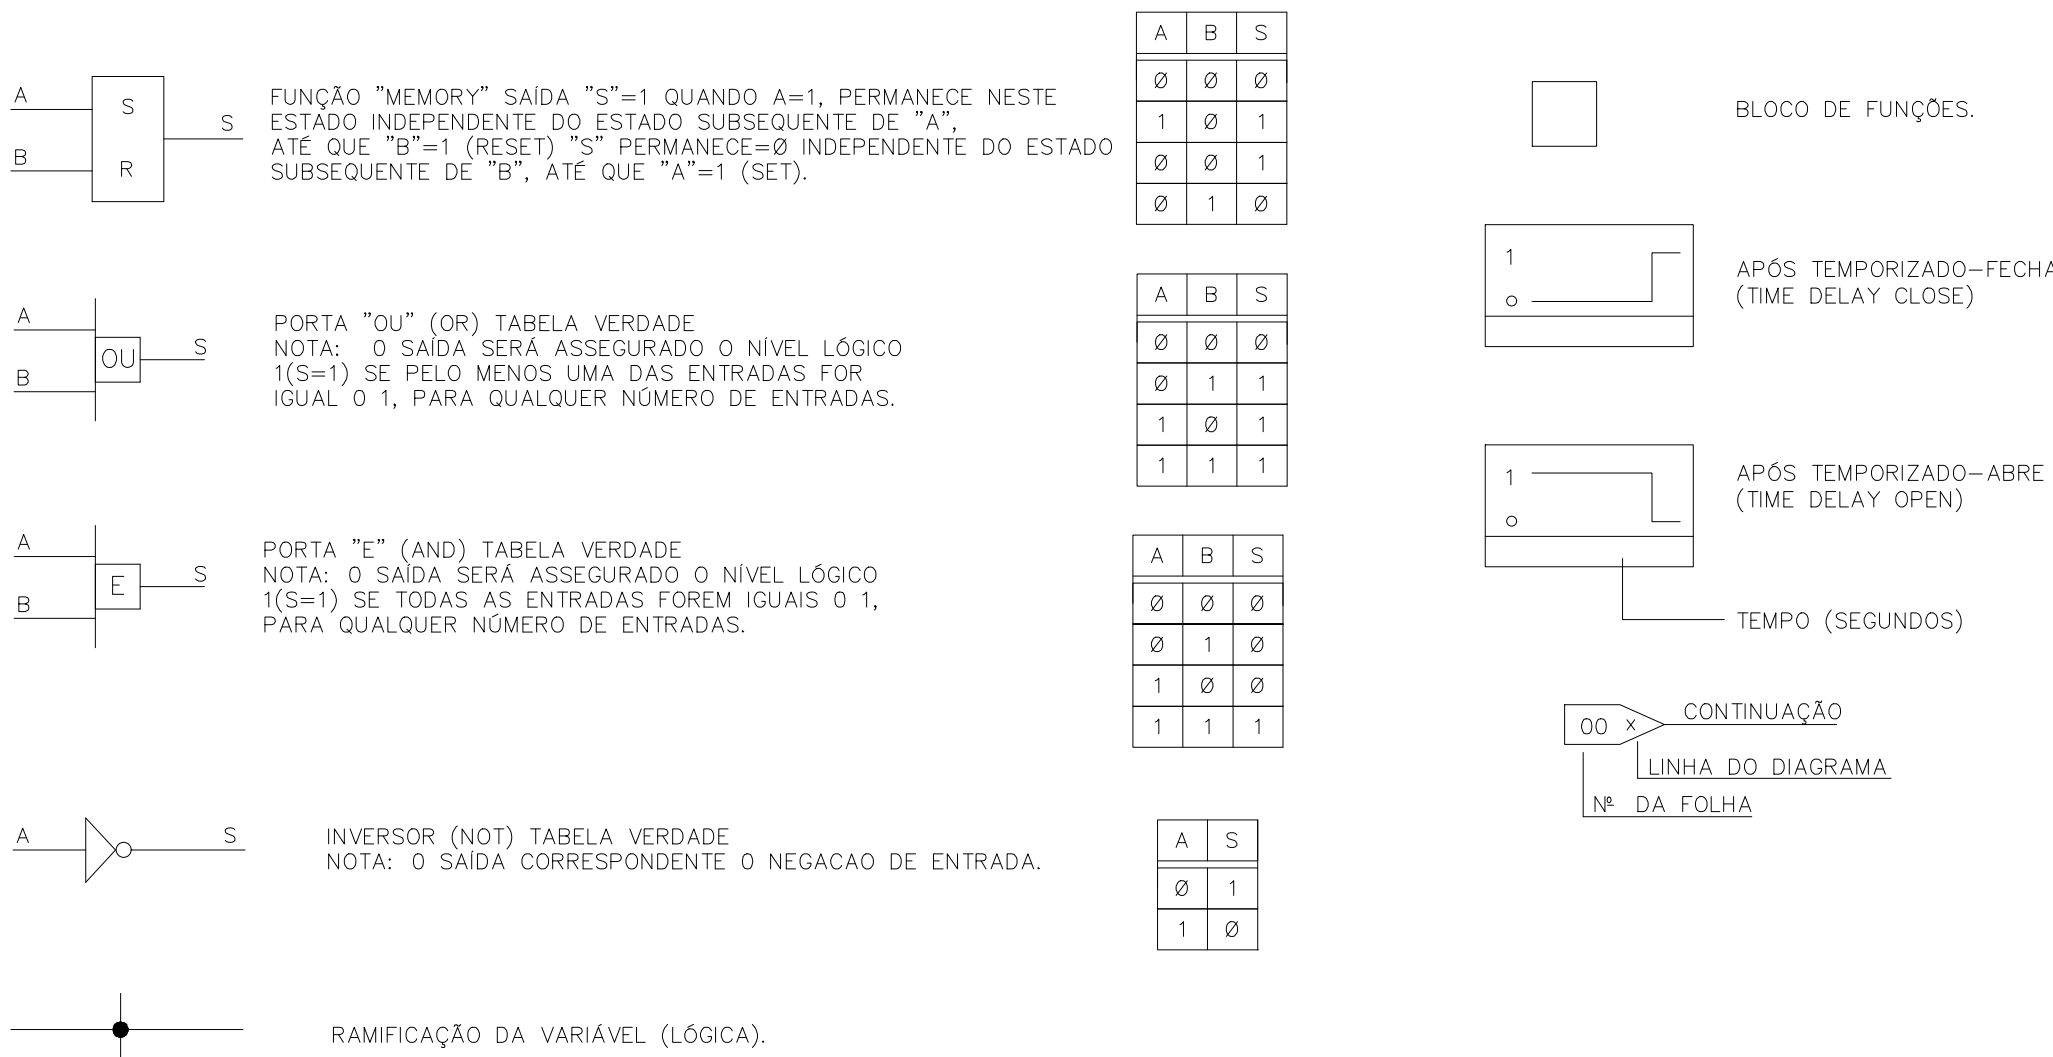 A
B
S
R
S
FUNÇÃO "MEMORY" SAÍDA "S"=1 QUANDO A=1, PERMANECE NESTE
ESTADO INDEPENDENTE DO ESTADO SUBSEQUENTE DE "A",
ATÉ QUE "B"=1 (RESET) "S" PERMANECE=Ø INDEPENDENTE DO ESTADO
SUBSEQUENTE DE "B", ATÉ QUE "A"=1 (SET).
A B S
Ø Ø Ø
1 Ø 1
Ø Ø 1
Ø 1 Ø
A
B
OU
S
PORTA "OU" (OR) TABELA VERDADE
NOTA: O SAÍDA SERÁ ASSEGURADO O NÍVEL LÓGICO
1(S=1) SE PELO MENOS UMA DAS ENTRADAS FOR
IGUAL O 1, PARA QUALQUER NÚMERO DE ENTRADAS.
A B S
Ø Ø Ø
Ø 1 1
1 Ø 1
1 1 1
A
B
E
S
PORTA "E" (AND) TABELA VERDADE
NOTA: O SAÍDA SERÁ ASSEGURADO O NÍVEL LÓGICO
1(S=1) SE TODAS AS ENTRADAS FOREM IGUAIS O 1,
PARA QUALQUER NÚMERO DE ENTRADAS.
A B S
Ø Ø Ø
Ø 1 Ø
1 Ø Ø
1 1 1
A
S
INVERSOR (NOT) TABELA VERDADE
NOTA: O SAÍDA CORRESPONDENTE O NEGACAO DE ENTRADA.
A S
Ø 1
1 Ø
RAMIFICAÇÃO DA VARIÁVEL (LÓGICA).
BLOCO DE FUNÇÕES.
1
0
APÓS TEMPORIZADO-FECHA
(TIME DELAY CLOSE)
1
0
APÓS TEMPORIZADO-ABRE
(TIME DELAY OPEN)
TEMPO (SEGUNDOS)
00 x
CONTINUAÇÃO
LINHA DO DIAGRAMA
Nº DA FOLHA